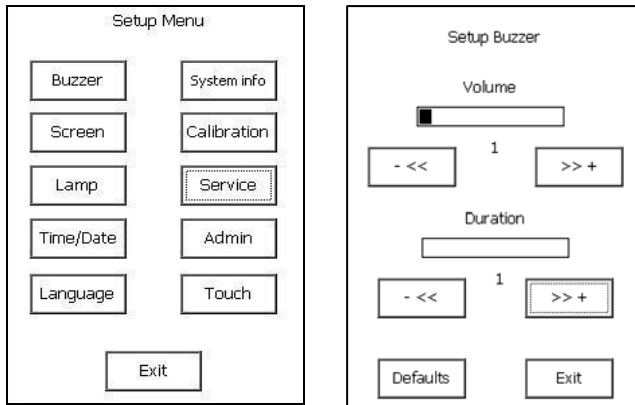 Setup Menu
Buzzer System info
Screen Calibration
Lamp Service
Time/Date Admin
Language Touch
Exit
Setup Buzzer
Volume
1
- << >> +
Duration
1
- << >> +
Defaults Exit